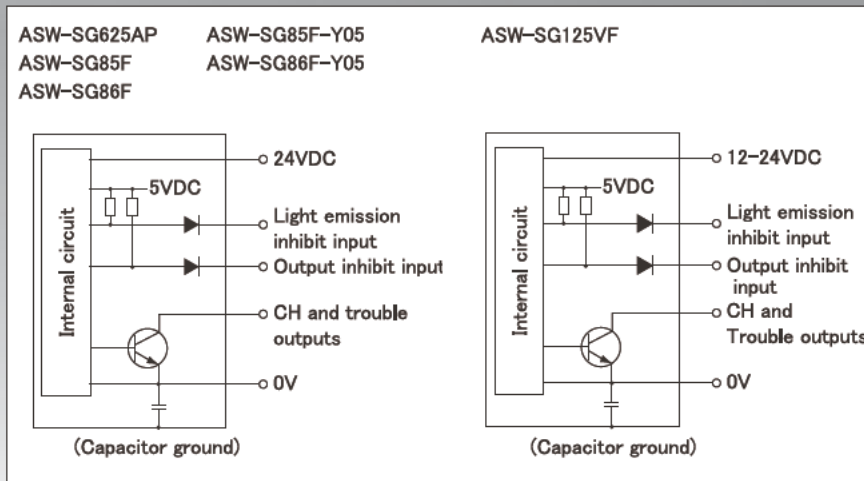 ASW-SG625AP ASW-SG85F-Y05
ASW-SG85F ASW-SG86F-Y05
ASW-SG86F
Internal circuit
24VDC
5VDC
Light emission
inhibit input
Output inhibit input
CH and trouble
outputs
0V
(Capacitor ground)
ASW-SG125VF
Internal circuit
12-24VDC
5VDC
Light emission
inhibit input
Output inhibit
input
CH and
Trouble outputs
0V
(Capacitor ground)